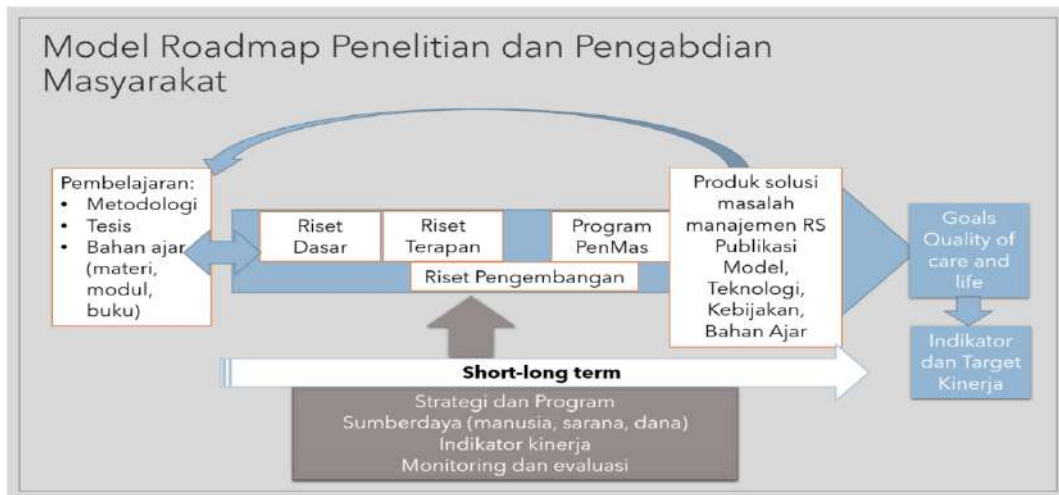 Model Roadmap Penelitian dan Pengabdian
Masyarakat
Pembelajaran:
• Metodologi
• Tesis
• Bahan ajar
(materi,
modul,
buku)
Riset
Dasar
Riset
Terapan
Program
PenMas
Riset Pengembangan
Produk solusi
masalah
manajemen RS
Publikasi
Model,
Teknologi,
Kebijakan,
Bahan Ajar
Goals
Quality of
care and
life
Indikator
dan Target
Kinerja
Short-long term
Strategi dan Program
Sumberdaya (manusia, sarana, dana)
Indikator kinerja
Monitoring dan evaluasi